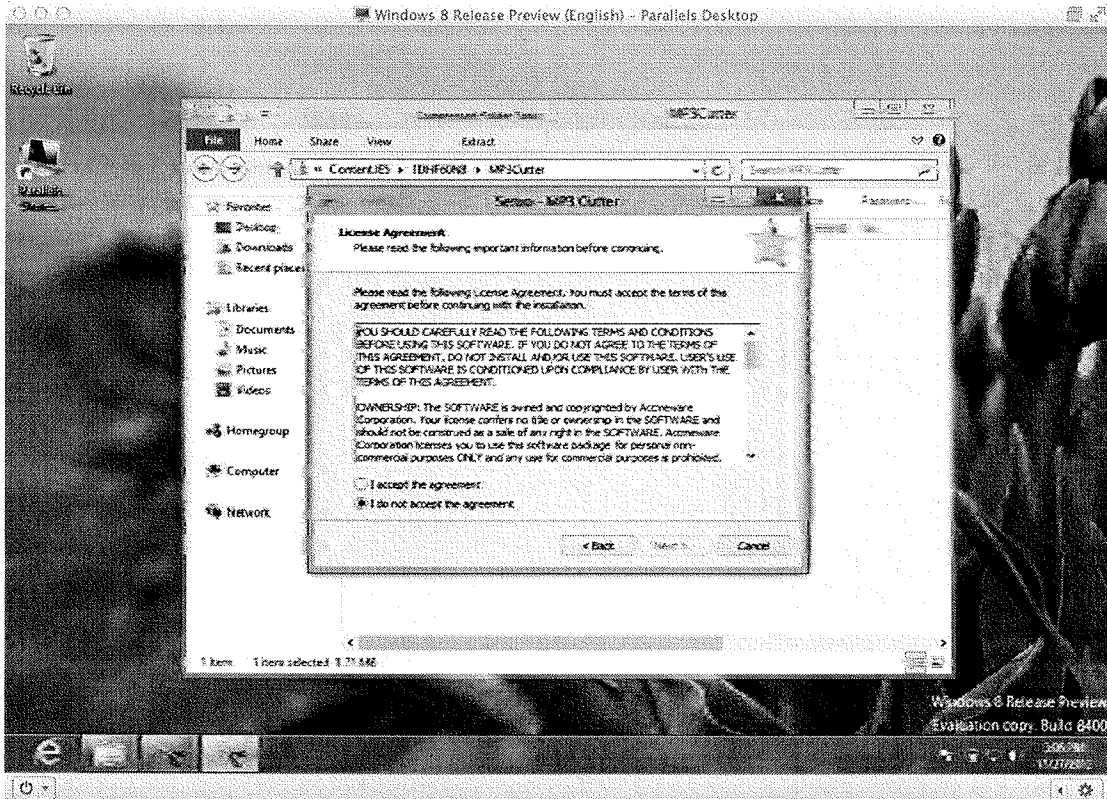 Windows 8 Release Preview (English) - Parallels Desktop
Recycle Bin
Parallels
MP3Cutter
File Home Share View Extract
« Content.IE5 ▸ MP3Cutter
Favorites
Desktop
Downloads
Recent places
Libraries
Documents
Music
Pictures
Videos
Homegroup
Computer
Network
Setup - MP3 Cutter
License Agreement
Please read the following important information before continuing.
Please read the following License Agreement. You must accept the terms of this
agreement before continuing with the installation.
YOU SHOULD CAREFULLY READ THE FOLLOWING TERMS AND CONDITIONS
BEFORE USING THIS SOFTWARE. IF YOU DO NOT AGREE TO THE TERMS OF
THIS AGREEMENT, DO NOT INSTALL AND/OR USE THIS SOFTWARE. USER'S USE
OF THIS SOFTWARE IS CONDITIONED UPON COMPLIANCE BY USER WITH THE
TERMS OF THIS AGREEMENT.
OWNERSHIP: The SOFTWARE is owned and copyrighted by Accmeware
Corporation. Your license confers no title or ownership in the SOFTWARE and
should not be construed as a sale of any right in the SOFTWARE. Accmeware
Corporation licenses you to use this software package for personal non-
commercial purposes ONLY and any use for commercial purposes is prohibited.
I accept the agreement
I do not accept the agreement
< Back Next > Cancel
1 item 1 item selected
Windows 8 Release Preview
Evaluation copy. Build 8400